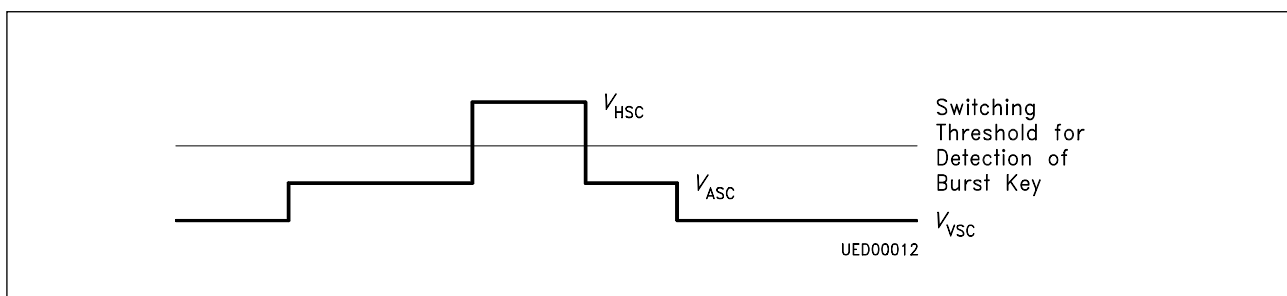 V_HSC
Switching
Threshold for
Detection of
Burst Key
V_ASC
V_VSC
UED00012